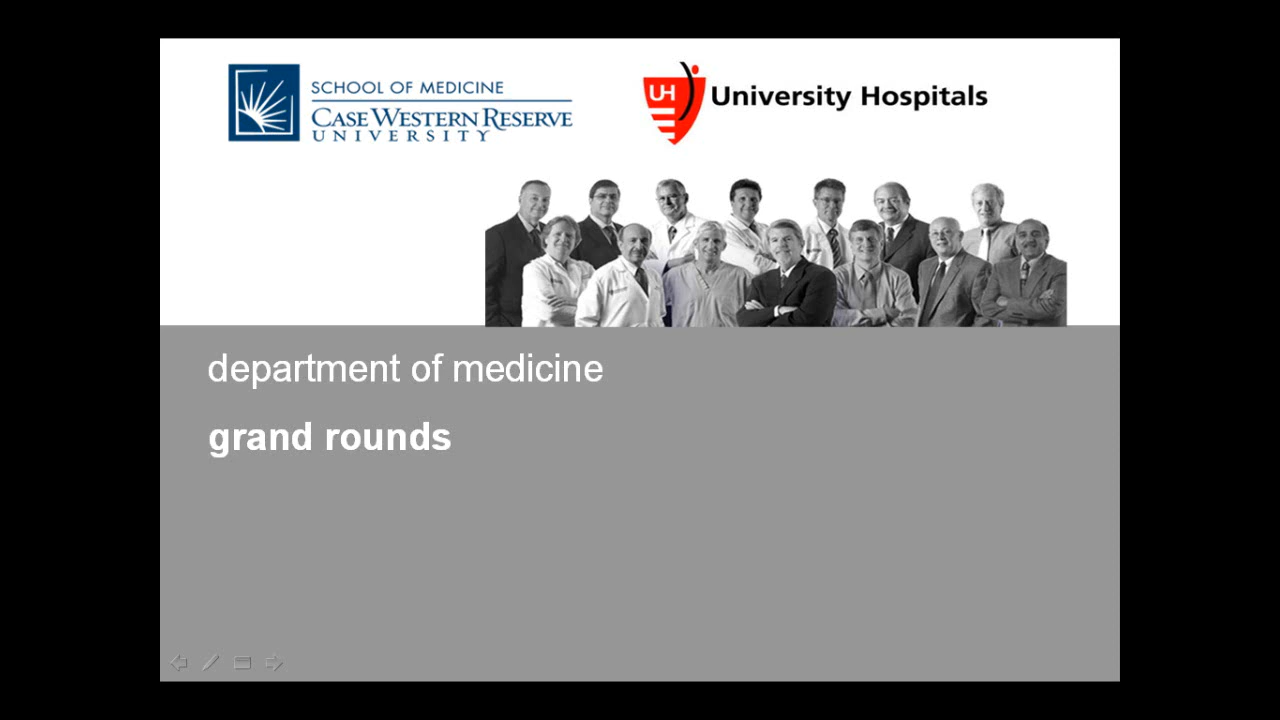 SCHOOL OF MEDICINE
CASE WESTERN RESERVE
UNIVERSITY
UH
University Hospitals
department of medicine
grand rounds